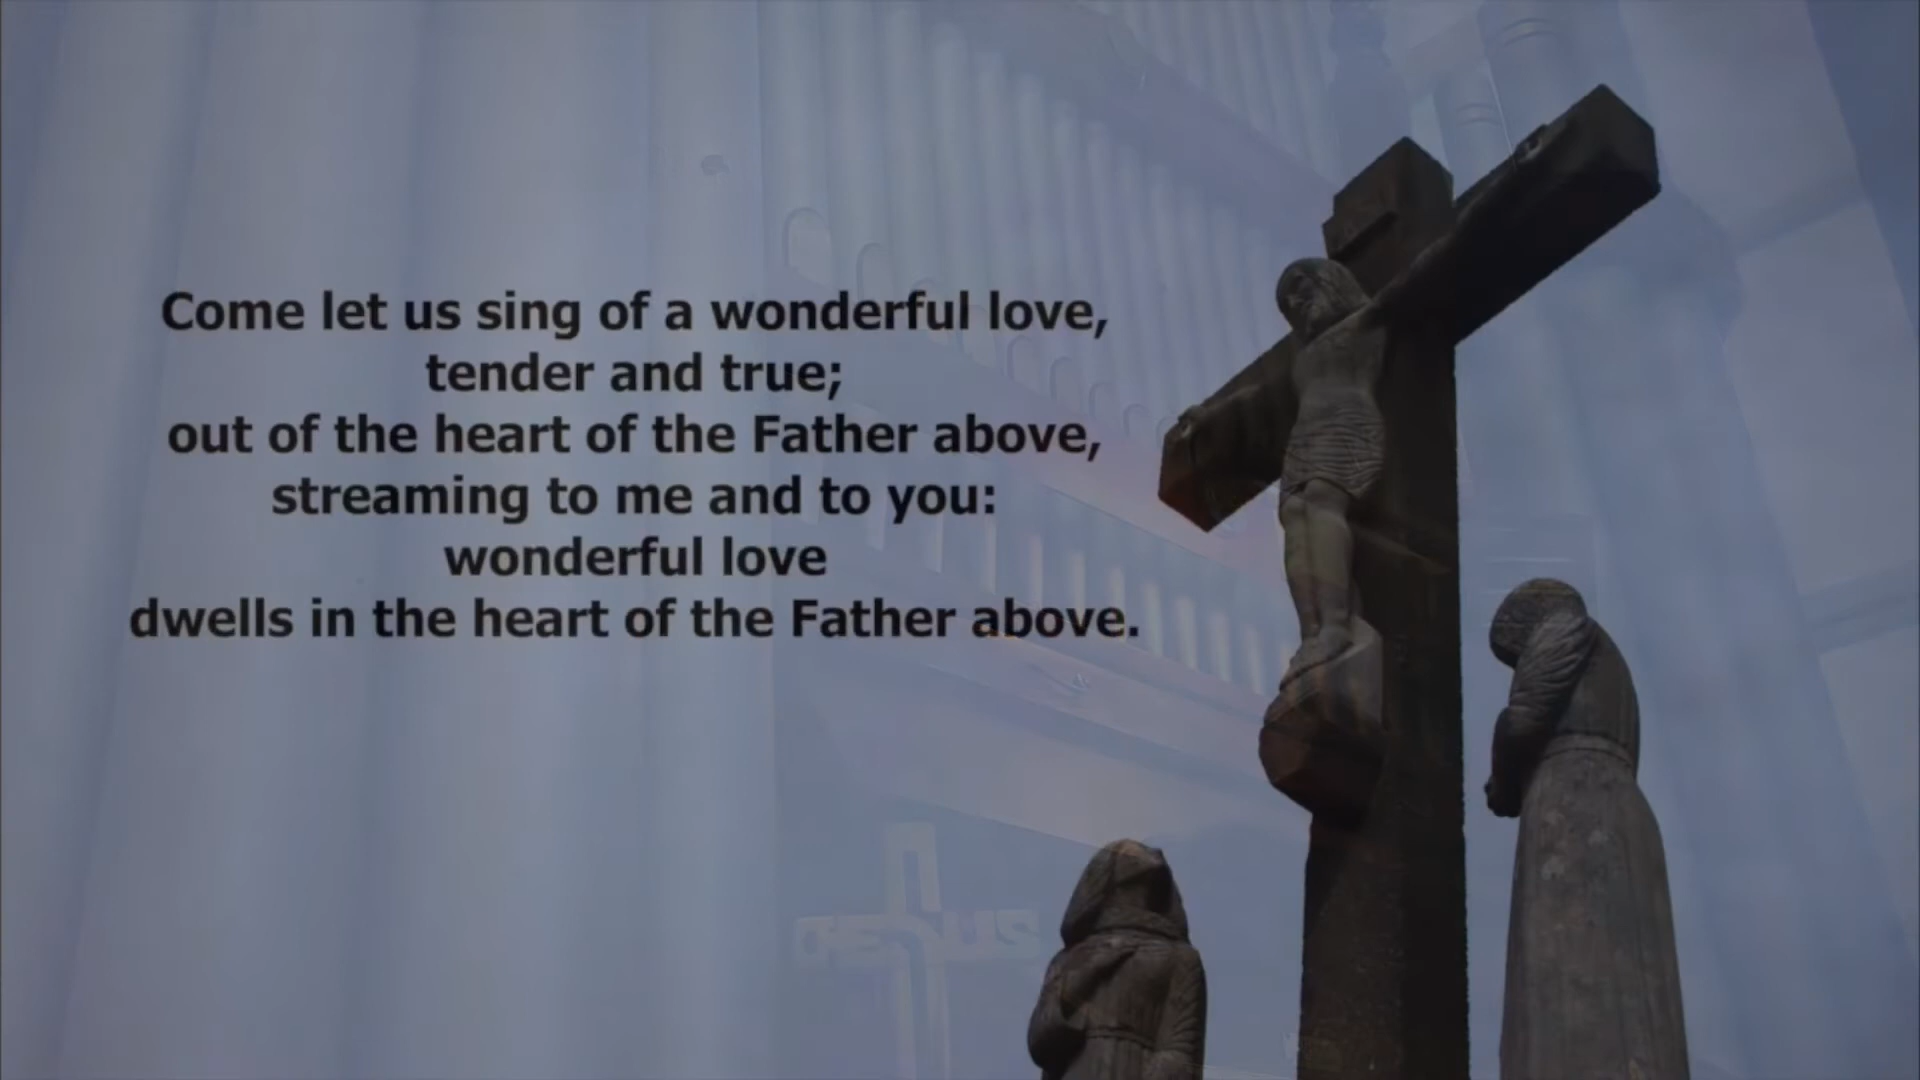 Come let us sing of a wonderful love,
tender and true;
out of the heart of the Father above,
streaming to me and to you:
wonderful love
dwells in the heart of the Father above.
JESUS